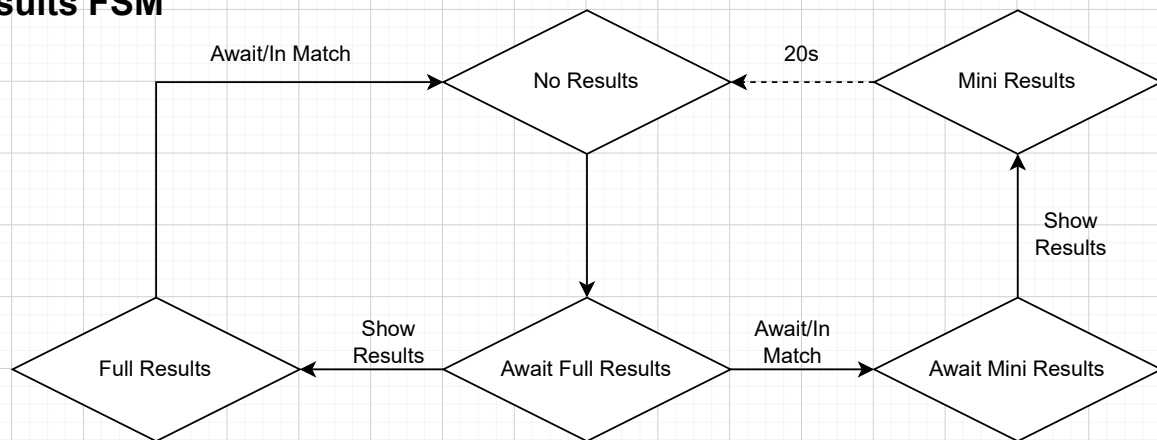 sults FSM
Await/In Match
No Results
20s
Mini Results
Show
Results
Full Results
Show
Results
Await Full Results
Await/In
Match
Await Mini Results